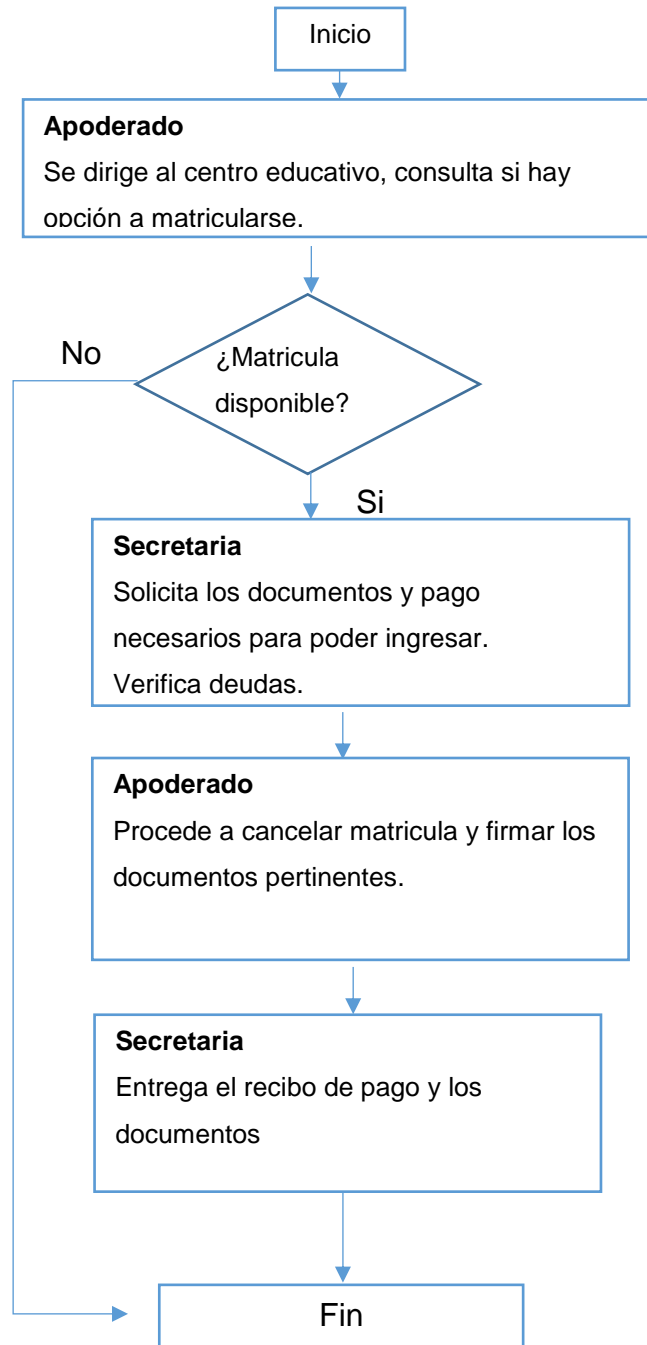 Inicio
Apoderado
Se dirige al centro educativo, consulta si hay
opción a matricularse.
No
¿Matricula
disponible?
Si
Secretaria
Solicita los documentos y pago
necesarios para poder ingresar.
Verifica deudas.
Apoderado
Procede a cancelar matricula y firmar los
documentos pertinentes.
Secretaria
Entrega el recibo de pago y los
documentos
Fin